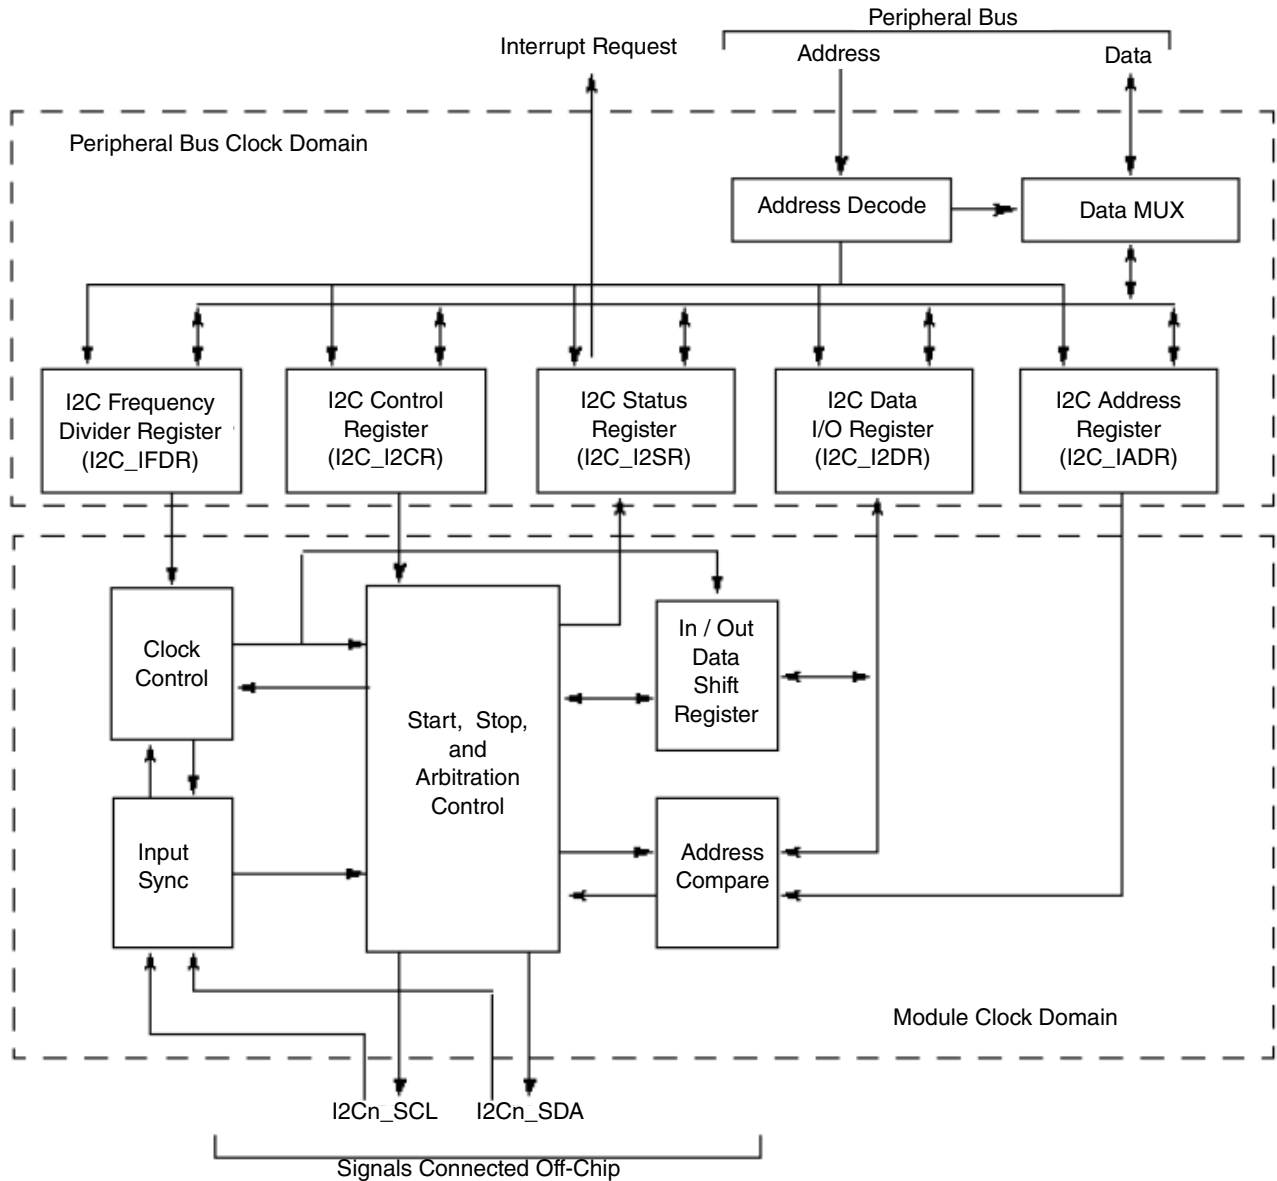 Peripheral Bus
Interrupt Request
Address
Data
Peripheral Bus Clock Domain
Address Decode
Data MUX
I2C Frequency
Divider Register
(I2C_IFDR)
I2C Control
Register
(I2C_I2CR)
I2C Status
Register
(I2C_I2SR)
I2C Data
I/O Register
(I2C_I2DR)
I2C Address
Register
(I2C_IADR)
Clock
Control
Start, Stop,
and
Arbitration
Control
In / Out
Data
Shift
Register
Input
Sync
Address
Compare
Module Clock Domain
I2Cn_SCL
I2Cn_SDA
Signals Connected Off-Chip